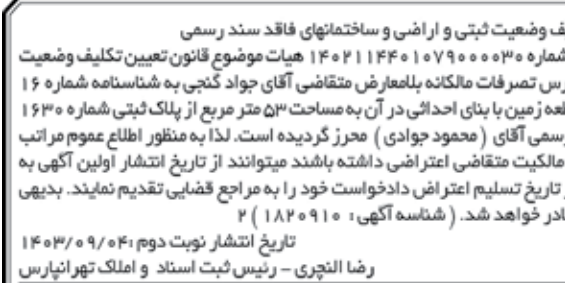 ف وضعیت ثبتی و اراضی و ساختمانهای فاقد سند رسمی
شماره ۱۴۰۲۱۱۴۴۰۱۰۷۹۰۰۰۰۳۰ هیات موضوع قانون تعیین تکلیف وضعیت
رس تصرفات مالکانه بلامعارض متقاضی آقای جواد گنجی به شناسنامه شماره ۱۶
طعه زمین با بنای احداثی در آن به مساحت ۵۳ متر مربع از پلاک ثبتی شماره ۱۶۳۰
رسمی آقای (محمود جوادی) محرز گردیده است. لذا به منظور اطلاع عموم مراتب
مالکیت متقاضی اعتراضی داشته باشند میتوانند از تاریخ انتشار اولین آگهی به
تاریخ تسلیم اعتراض دادخواست خود را به مراجع قضایی تقدیم نمایند. بدیهی
ادر خواهد شد. (شناسه آگهی: ۱۸۲۰۹۱۰) ۲
تاریخ انتشار نوبت دوم: ۱۴۰۳/۰۹/۰۴
رضا النچری - رئیس ثبت اسناد و املاک تهرانپارس